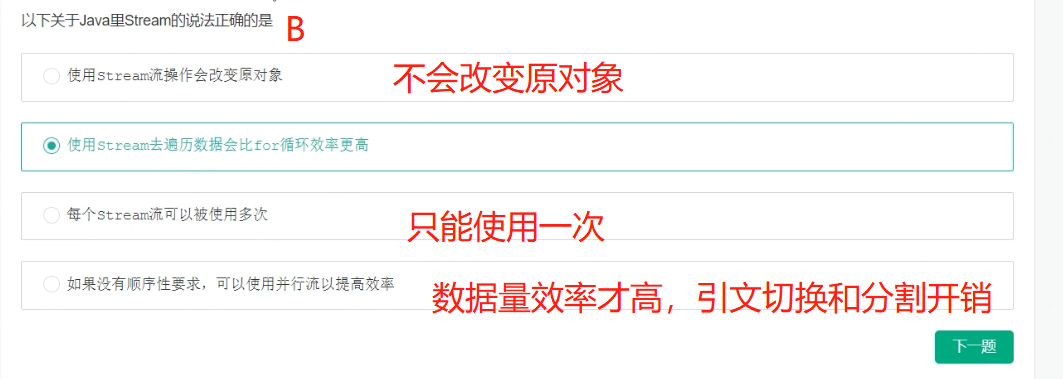 以下关于Java里Stream的说法正确的是
B
使用Stream流操作会改变原对象
不会改变原对象
使用Stream去遍历数据会比for循环效率更高
每个Stream流可以被使用多次
只能使用一次
如果没有顺序性要求，可以使用并行流以提高效率
数据量效率才高，引文切换和分割开销
下一题